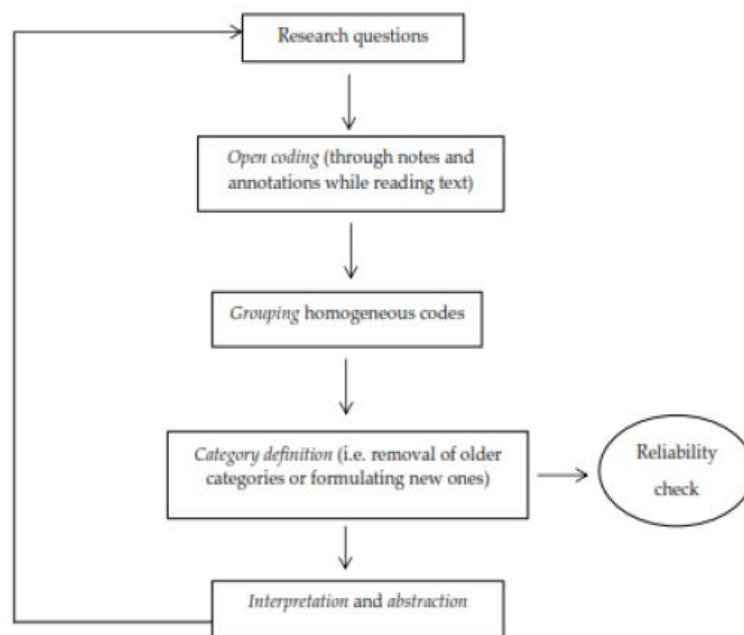 Research questions
Open coding (through notes and
annotations while reading text)
Grouping homogeneous codes
Category definition (i.e. removal of older
categories or formulating new ones)
Reliability
check
Interpretation and abstraction